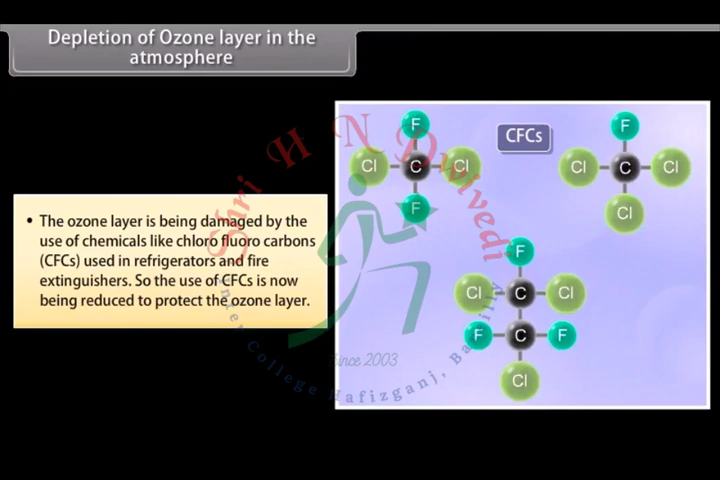 Depletion of Ozone layer in the
atmosphere
• The ozone layer is being damaged by the
use of chemicals like chloro fluoro carbons
(CFCs) used in refrigerators and fire
extinguishers. So the use of CFCs is now
being reduced to protect the ozone layer.
CFCs
F
Cl C Cl
F
F
Cl C Cl
Cl
F
Cl C Cl
F C F
Cl
Shri H N Dwivedi
Inter College Hafizganj, Bareilly
Since 2003